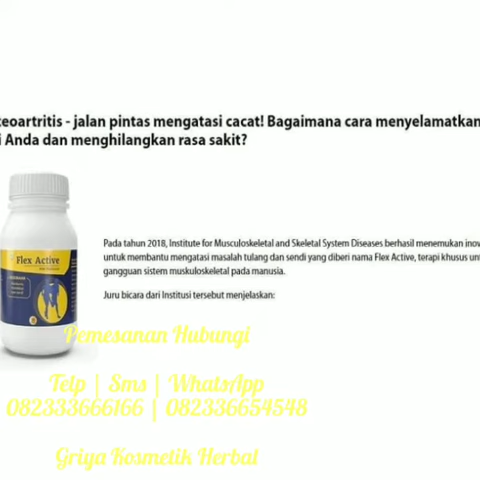 teoartritis - jalan pintas mengatasi cacat! Bagaimana cara menyelamatkan
i Anda dan menghilangkan rasa sakit?
Flex Active
Pada tahun 2018, Institute for Musculoskeletal and Skeletal System Diseases berhasil menemukan inov
untuk membantu mengatasi masalah tulang dan sendi yang diberi nama Flex Active, terapi khusus unt
gangguan sistem muskuloskeletal pada manusia.
Juru bicara dari Institusi tersebut menjelaskan:
Pemesanan Hubungi
Telp | Sms | WhatsApp
082333666166 | 082336654548
Griya Kosmetik Herbal